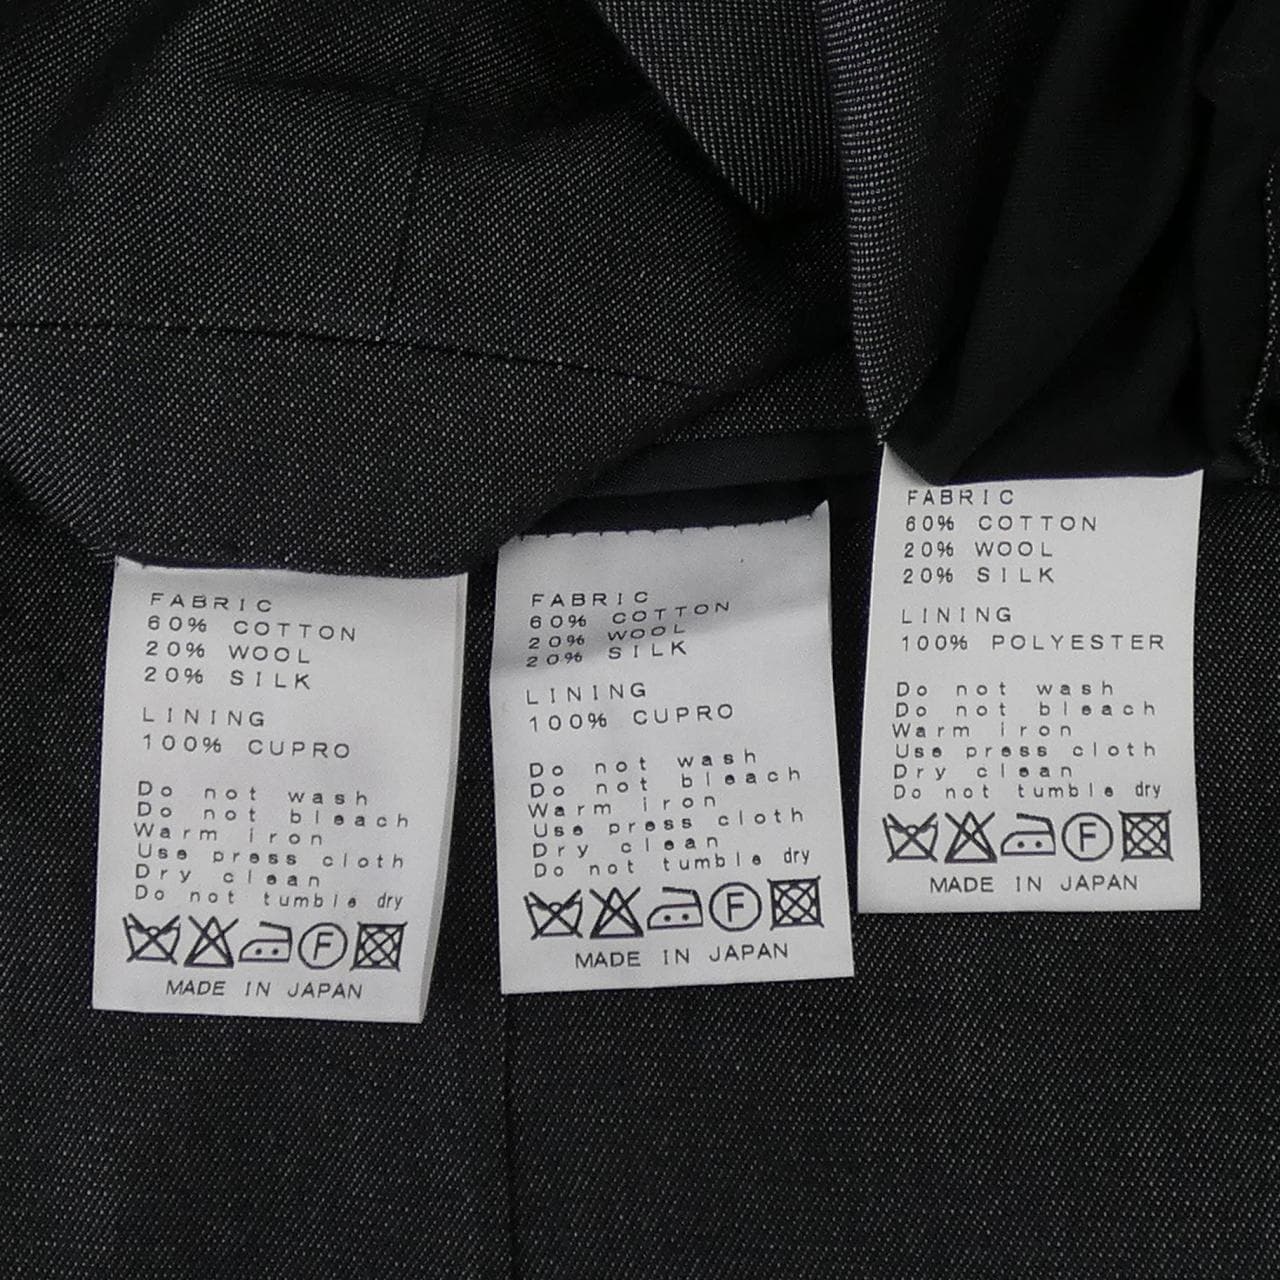 FABRIC
60% COTTON
20% WOOL
20% SILK
LINING
100% CUPRO
Do not wash
Do not bleach
Warm iron
Use press cloth
Dry clean
Do not tumble dry
F
MADE IN JAPAN
FABRIC
60% COTTON
20% WOOL
20% SILK
LINING
100% CUPRO
Do not wash
Do not bleach
Warm iron
Use press cloth
Dry clean
Do not tumble dry
F
MADE IN JAPAN
FABRIC
60% COTTON
20% WOOL
20% SILK
LINING
100% POLYESTER
Do not wash
Do not bleach
Warm iron
Use press cloth
Dry clean
Do not tumble dry
F
MADE IN JAPAN